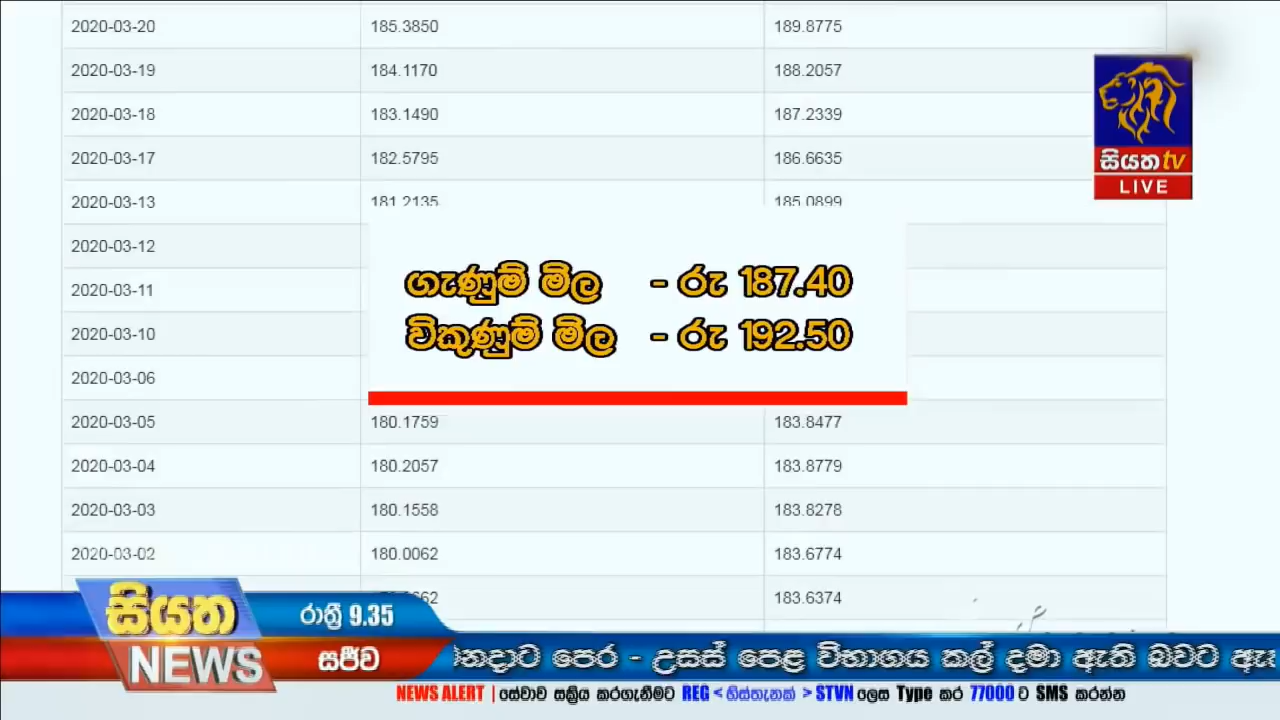 2020-03-20 185.3850 189.8775
2020-03-19 184.1170 188.2057
2020-03-18 183.1490 187.2339
2020-03-17 182.5795 186.6635
2020-03-13 181.2135 185.0899
2020-03-12
2020-03-11
2020-03-10
2020-03-06
2020-03-05 180.1759 183.8477
2020-03-04 180.2057 183.8779
2020-03-03 180.1558 183.8278
2020-03-02 180.0062 183.6774
183.6374
ගැණුම් මිල - රු 187.40
විකුණුම් මිල - රු 192.50
සියත tv
LIVE
සියත
NEWS
රාත්‍රී 9.35
සජීව
පෙර - උසස් පෙළ විභාගය කල් දමා ඇති බවට
NEWS ALERT | සේවාව සක්‍රිය කරගැනීමට REG < හිස්තැනක් > STVN ලෙස Type කර 77000 ට SMS කරන්න